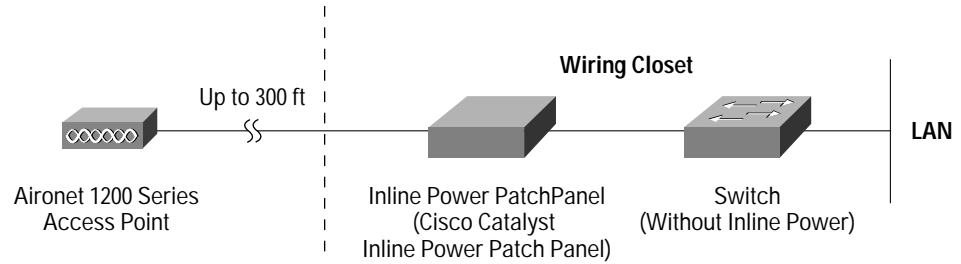 Wiring Closet
Up to 300 ft
LAN
Aironet 1200 Series
Access Point
Inline Power PatchPanel
(Cisco Catalyst
Inline Power Patch Panel)
Switch
(Without Inline Power)